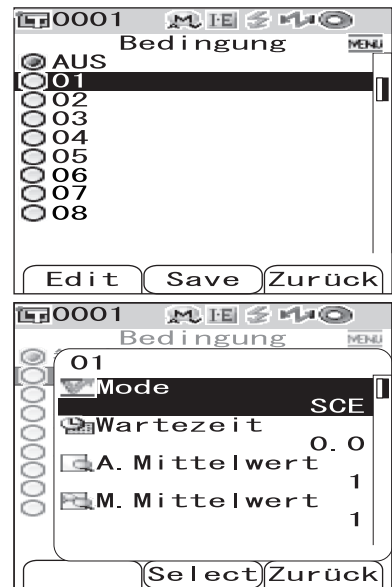 0001 M I·E
Bedingung MENU
AUS
01
02
03
04
05
06
07
08
Edit Save Zurück
0001 M I·E
Bedingung MENU
01
Mode
SCE
Wartezeit
0.0
A. Mittelwert
1
M. Mittelwert
1
Select Zurück